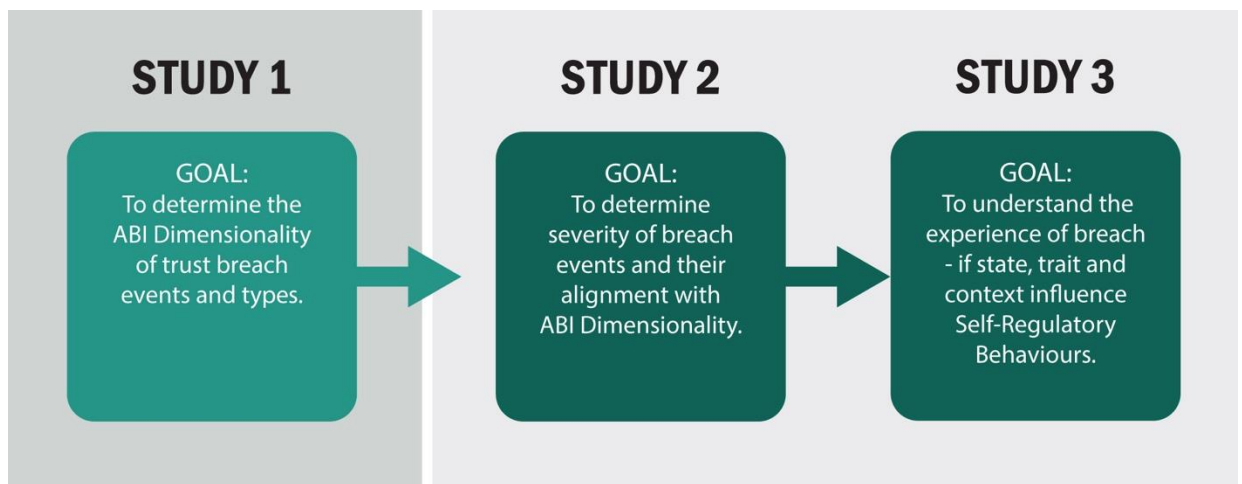 STUDY 1
GOAL:
To determine the
ABI Dimensionality
of trust breach
events and types.
STUDY 2
GOAL:
To determine
severity of breach
events and their
alignment with
ABI Dimensionality.
STUDY 3
GOAL:
To understand the
experience of breach
- if state, trait and
context influence
Self-Regulatory
Behaviours.